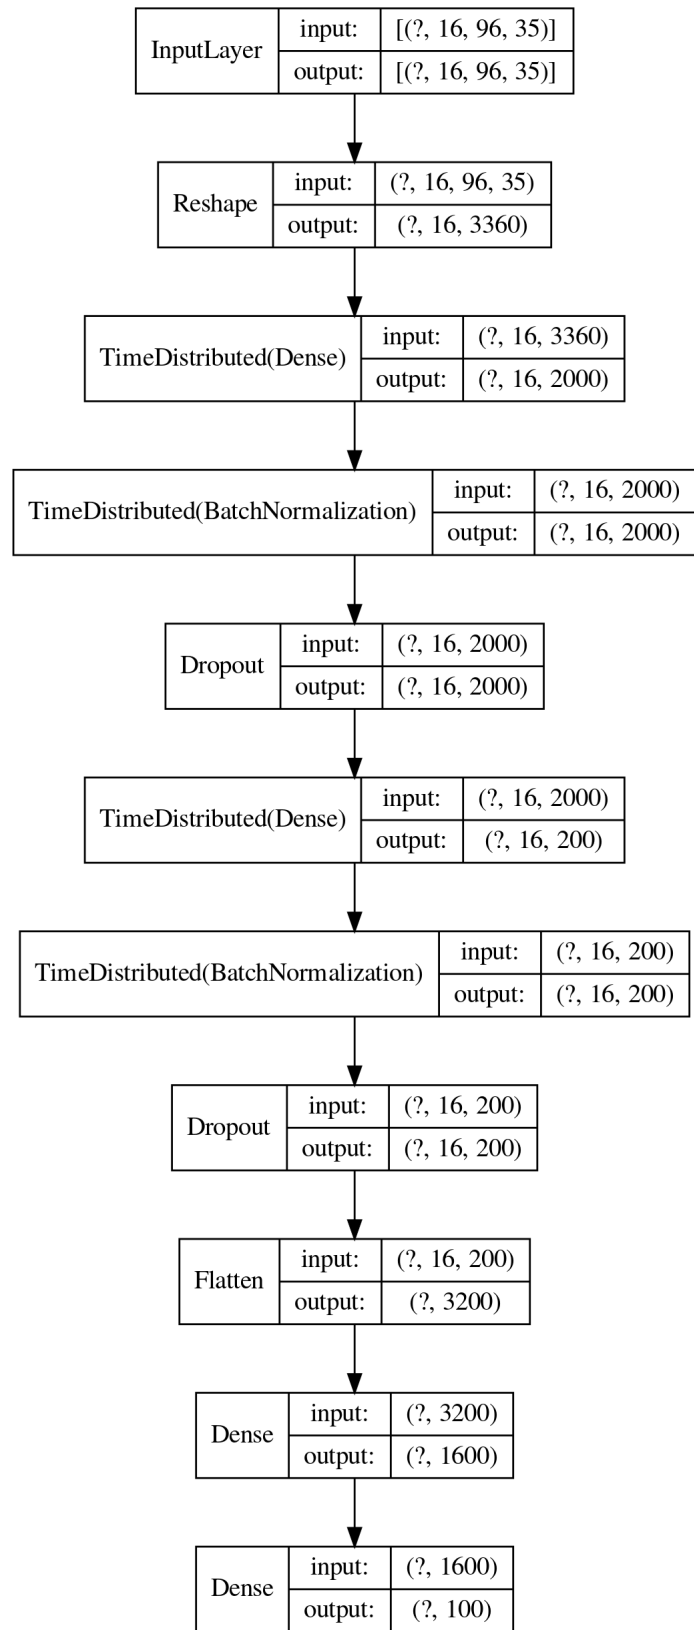 InputLayer
input: [(?, 16, 96, 35)]
output: [(?, 16, 96, 35)]
Reshape
input: (?, 16, 96, 35)
output: (?, 16, 3360)
TimeDistributed(Dense)
input: (?, 16, 3360)
output: (?, 16, 2000)
TimeDistributed(BatchNormalization)
input: (?, 16, 2000)
output: (?, 16, 2000)
Dropout
input: (?, 16, 2000)
output: (?, 16, 2000)
TimeDistributed(Dense)
input: (?, 16, 2000)
output: (?, 16, 200)
TimeDistributed(BatchNormalization)
input: (?, 16, 200)
output: (?, 16, 200)
Dropout
input: (?, 16, 200)
output: (?, 16, 200)
Flatten
input: (?, 16, 200)
output: (?, 3200)
Dense
input: (?, 3200)
output: (?, 1600)
Dense
input: (?, 1600)
output: (?, 100)